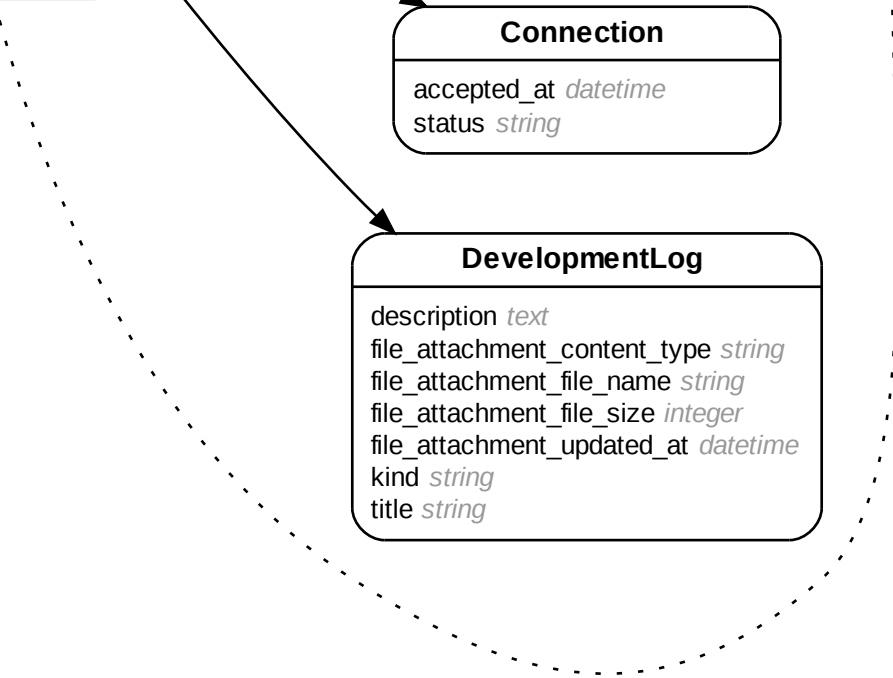 Connection
accepted_at datetime
status string
DevelopmentLog
description text
file_attachment_content_type string
file_attachment_file_name string
file_attachment_file_size integer
file_attachment_updated_at datetime
kind string
title string